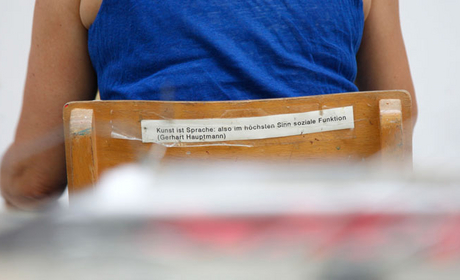 Kunst ist Sprache: also im höchsten Sinn soziale Funktion
(Gerhart Hauptmann)